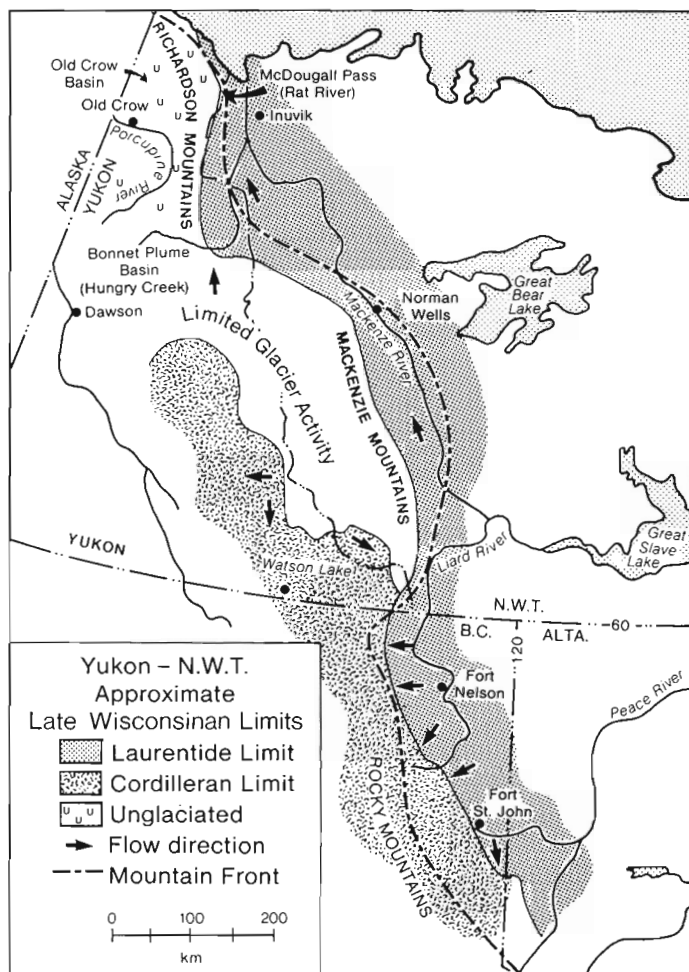 RICHARDSON MOUNTAINS
Old Crow
Basin
U
U
U
McDougall Pass
(Rat River)
Old Crow
Inuvik
Porcupine
River
U
U
U
U
ALASKA
YUKON
Bonnet Plume
Basin
(Hungry Creek)
Great
Bear
Lake
Norman
Wells
Dawson
Limited Glacier
Activity
Mackenzie River
MACKENZIE MOUNTAINS
YUKON
Watson Lake
Liard River
Great
Slave
Lake
N.W.T.
60
B.C.
ALTA.
120
Fort
Nelson
Peace River
ROCKY MOUNTAINS
Fort
St. John
Yukon – N.W.T.
Approximate
Late Wisconsinan Limits
Laurentide Limit
Cordilleran Limit
U U U Unglaciated
Flow direction
Mountain Front
0 100 200
km